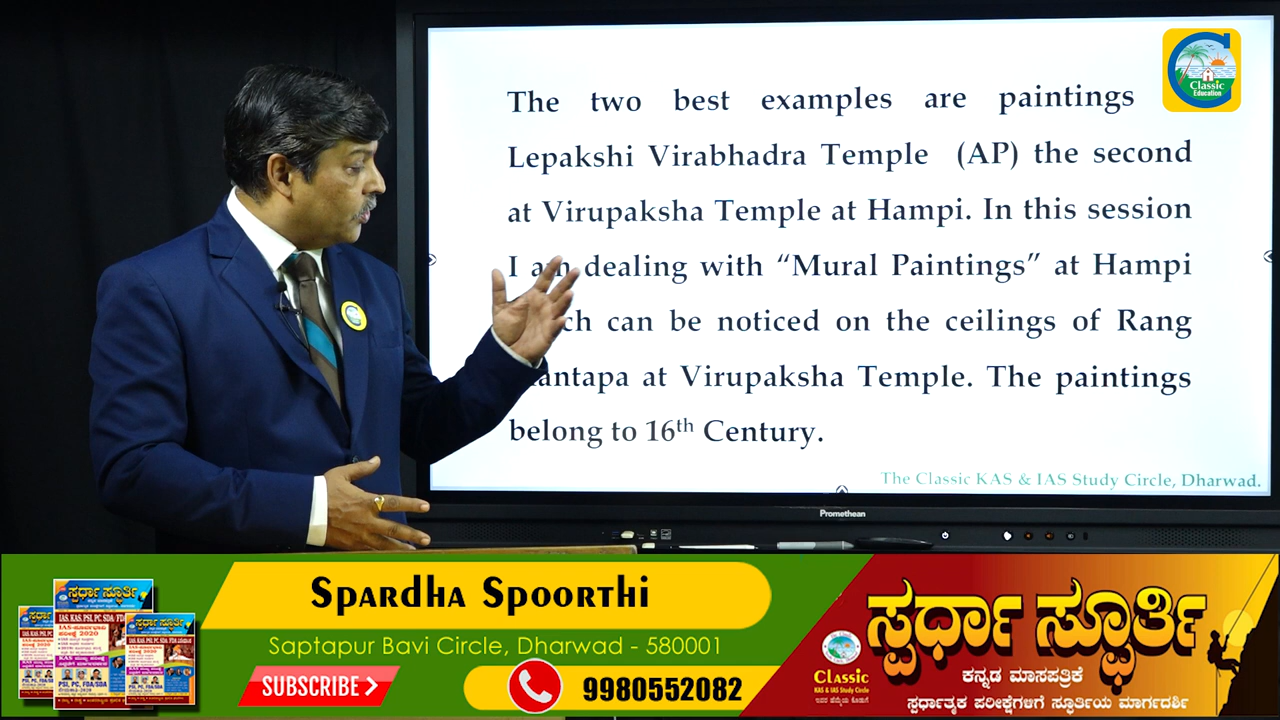 The two best examples are paintings
Lepakshi Virabhadra Temple (AP) the second
at Virupaksha Temple at Hampi. In this session
I am dealing with “Mural Paintings” at Hampi
can be noticed on the ceilings of Rang
at Virupaksha Temple. The paintings
belong to 16th Century.
The Classic KAS & IAS Study Circle, Dharwad.
Classic
Education
Promethean
Spardha Spoorthi
Saptapur Bavi Circle, Dharwad - 580001
SUBSCRIBE
9980552082
ಸ್ಪರ್ಧಾ ಸ್ಫೂರ್ತಿ
ಕನ್ನಡ ಮಾಸಪತ್ರಿಕೆ
ಸ್ಪರ್ಧಾತ್ಮಕ ಪರೀಕ್ಷೆಗಳಿಗೆ ಸ್ಫೂರ್ತಿಯ ಮಾರ್ಗದರ್ಶಿ
Classic
KAS & IAS Study Circle
ಸ್ಪರ್ಧಾ ಸ್ಫೂರ್ತಿ